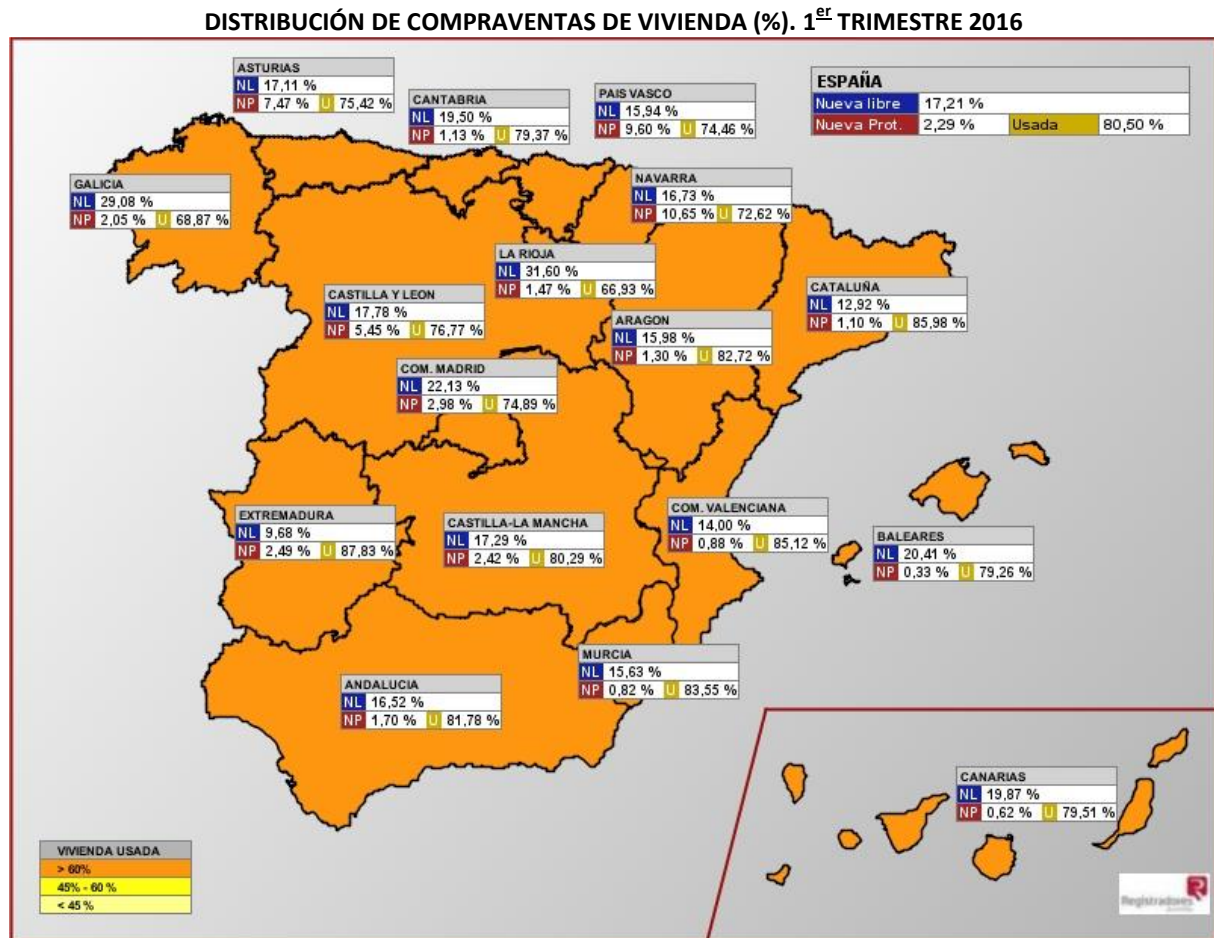 DISTRIBUCIÓN DE COMPRAVENTAS DE VIVIENDA (%). 1er TRIMESTRE 2016
ASTURIAS
NL 17,11 %
NP 7,47 % U 75,42 %
CANTABRIA
NL 19,50 %
NP 1,13 % U 79,37 %
PAIS VASCO
NL 15,94 %
NP 9,60 % U 74,46 %
ESPAÑA
Nueva libre 17,21 %
Nueva Prot. 2,29 % Usada 80,50 %
GALICIA
NL 29,08 %
NP 2,05 % U 68,87 %
NAVARRA
NL 16,73 %
NP 10,65 % U 72,62 %
LA RIOJA
NL 31,60 %
NP 1,47 % U 66,93 %
CASTILLA Y LEON
NL 17,78 %
NP 5,45 % U 76,77 %
ARAGON
NL 15,98 %
NP 1,30 % U 82,72 %
CATALUÑA
NL 12,92 %
NP 1,10 % U 85,98 %
COM. MADRID
NL 22,13 %
NP 2,98 % U 74,89 %
EXTREMADURA
NL 9,68 %
NP 2,49 % U 87,83 %
CASTILLA-LA MANCHA
NL 17,29 %
NP 2,42 % U 80,29 %
COM. VALENCIANA
NL 14,00 %
NP 0,88 % U 85,12 %
BALEARES
NL 20,41 %
NP 0,33 % U 79,26 %
MURCIA
NL 15,63 %
NP 0,82 % U 83,55 %
ANDALUCIA
NL 16,52 %
NP 1,70 % U 81,78 %
CANARIAS
NL 19,87 %
NP 0,62 % U 79,51 %
VIVIENDA USADA
> 60%
45% - 60 %
< 45 %
Registradores